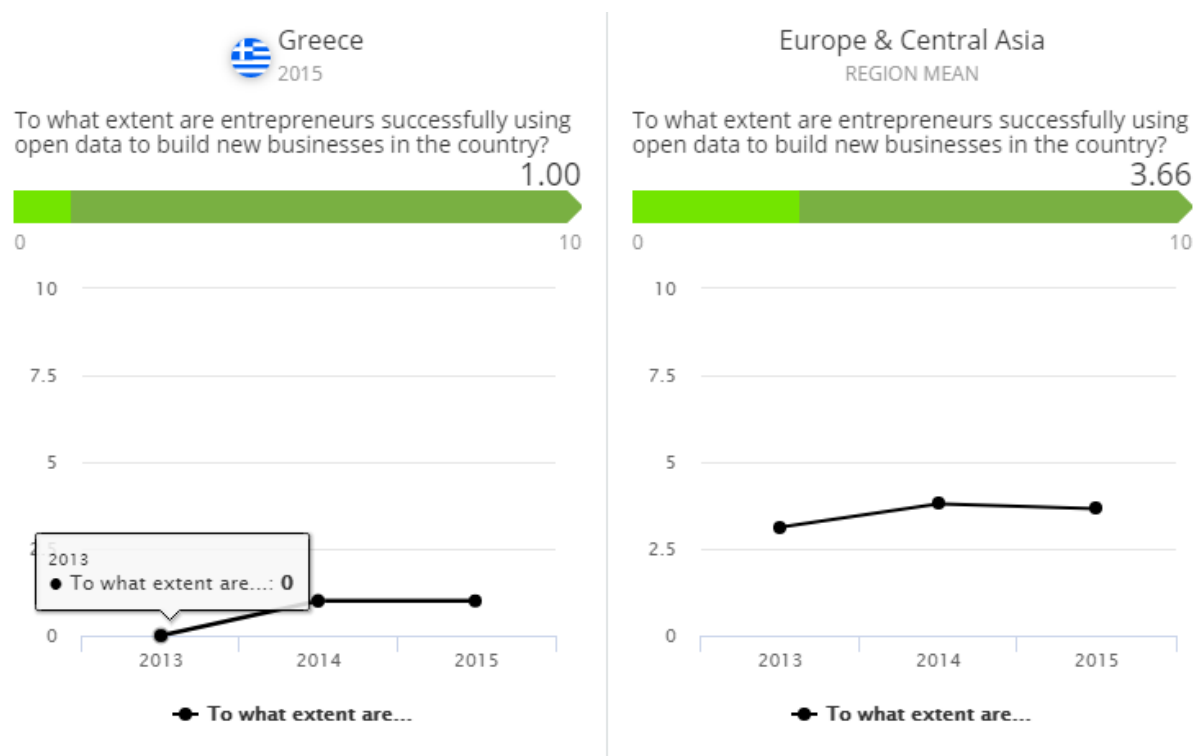 Greece
2015
To what extent are entrepreneurs successfully using
open data to build new businesses in the country?
1.00
0 10
10
7.5
5
2.5
2013
● To what extent are...: 0
0
2013 2014 2015
To what extent are...
Europe & Central Asia
REGION MEAN
To what extent are entrepreneurs successfully using
open data to build new businesses in the country?
3.66
0 10
10
7.5
5
2.5
0
2013 2014 2015
To what extent are...